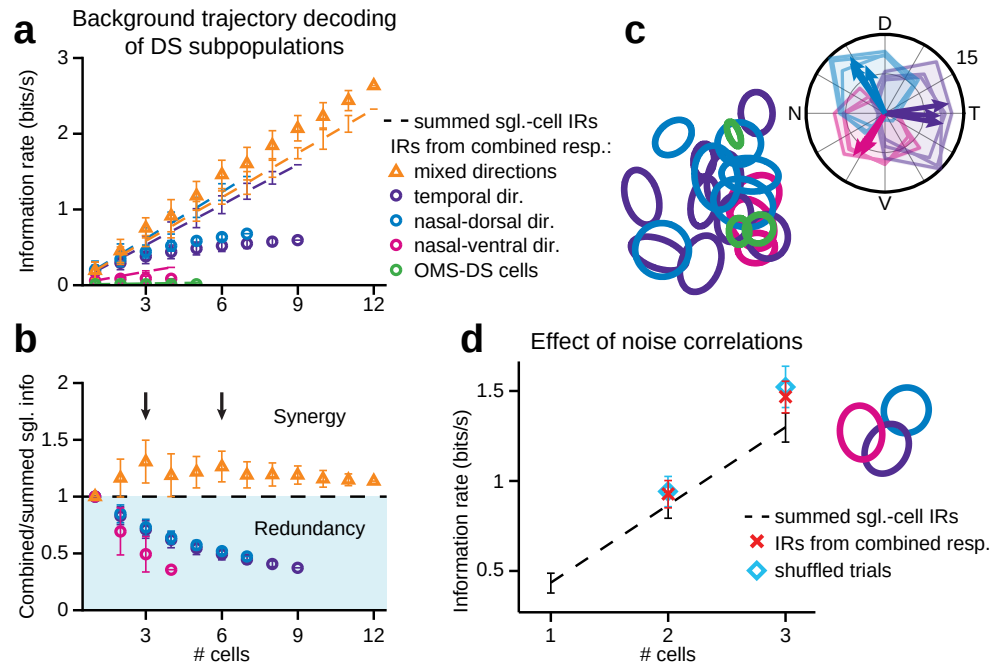 a
Background trajectory decoding
of DS subpopulations
Information rate (bits/s)
3
2
1
0
3
6
9
12
summed sgl.-cell IRs
IRs from combined resp.:
mixed directions
temporal dir.
nasal-dorsal dir.
nasal-ventral dir.
OMS-DS cells
b
Combined/summed sgl. info
2
1.5
1
0.5
0
Synergy
Redundancy
3
6
9
12
# cells
c
D
15
N
T
V
d
Effect of noise correlations
Information rate (bits/s)
1.5
1
0.5
1
2
3
# cells
summed sgl.-cell IRs
IRs from combined resp.
shuffled trials